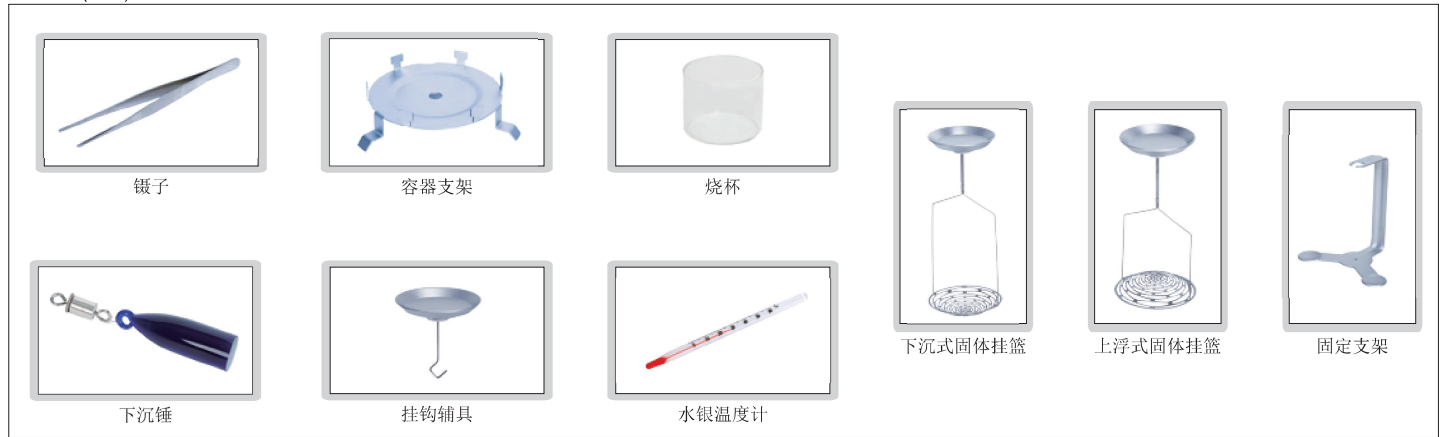 镊子
容器支架
烧杯
下沉式固体挂篮
上浮式固体挂篮
固定支架
下沉锤
挂钩辅具
水银温度计